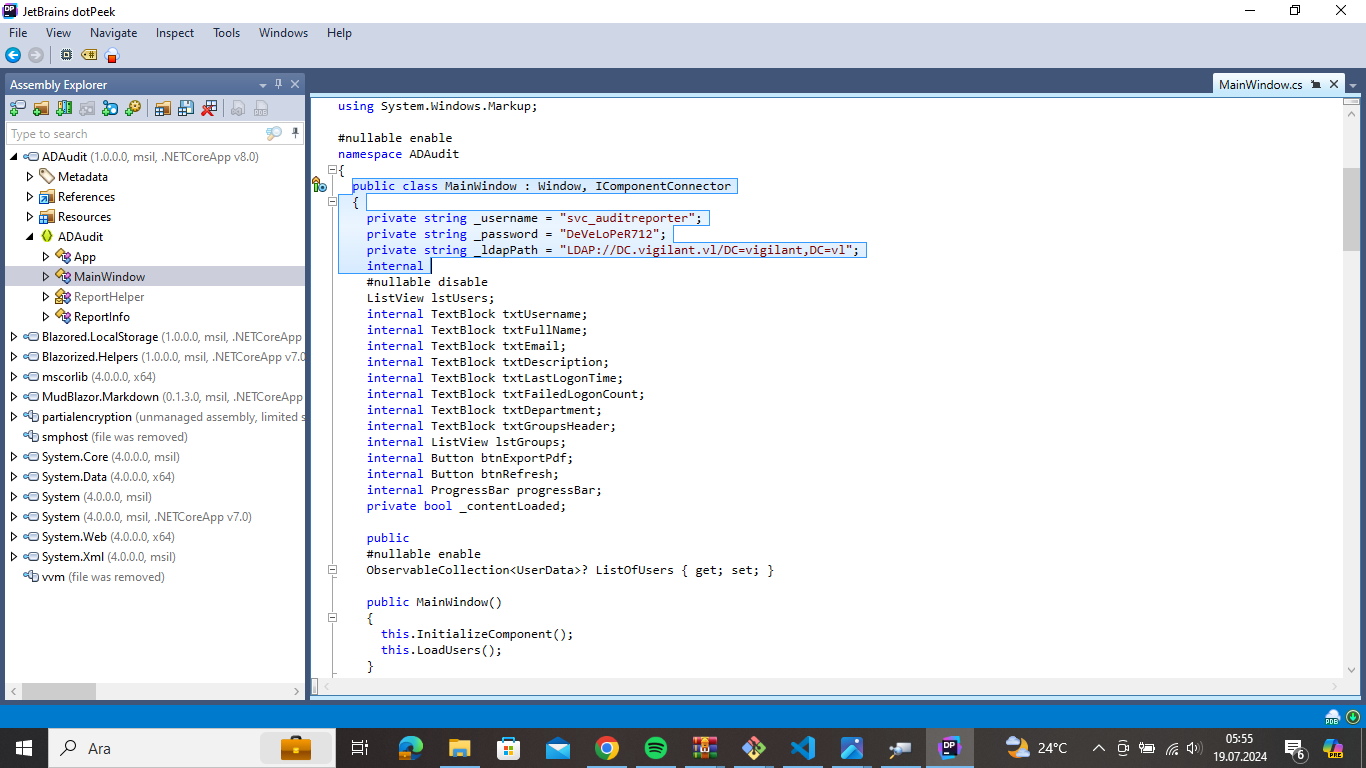 JetBrains dotPeek
File View Navigate Inspect Tools Windows Help
Assembly Explorer
MainWindow.cs
Type to search
ADAudit (1.0.0.0, msil, .NETCoreApp v8.0)
Metadata
References
Resources
ADAudit
App
MainWindow
ReportHelper
ReportInfo
Blazored.LocalStorage (1.0.0.0, msil, .NETCoreApp
Blazorized.Helpers (1.0.0.0, msil, .NETCoreApp v7.0
mscorlib (4.0.0.0, x64)
MudBlazor.Markdown (0.1.3.0, msil, .NETCoreApp
partialencryption (unmanaged assembly, limited s
smphost (file was removed)
System.Core (4.0.0.0, msil)
System.Data (4.0.0.0, x64)
System (4.0.0.0, msil)
System (4.0.0.0, msil, .NETCoreApp v7.0)
System.Web (4.0.0.0, x64)
System.Xml (4.0.0.0, msil)
vvm (file was removed)
using System.Windows.Markup;
#nullable enable
namespace ADAudit
{
public class MainWindow : Window, IComponentConnector
{
private string _username = "svc_auditreporter";
private string _password = "DeVeLoPeR712";
private string _ldapPath = "LDAP://DC.vigilant.vl/DC=vigilant,DC=vl";
internal
#nullable disable
ListView lstUsers;
internal TextBlock txtUsername;
internal TextBlock txtFullName;
internal TextBlock txtEmail;
internal TextBlock txtDescription;
internal TextBlock txtLastLogonTime;
internal TextBlock txtFailedLogonCount;
internal TextBlock txtDepartment;
internal TextBlock txtGroupsHeader;
internal ListView lstGroups;
internal Button btnExportPdf;
internal Button btnRefresh;
internal ProgressBar progressBar;
private bool _contentLoaded;
public
#nullable enable
ObservableCollection<UserData>? ListOfUsers { get; set; }
public MainWindow()
{
this.InitializeComponent();
this.LoadUsers();
}
PDB
Ara
24°C
05:55
19.07.2024
6
PRE